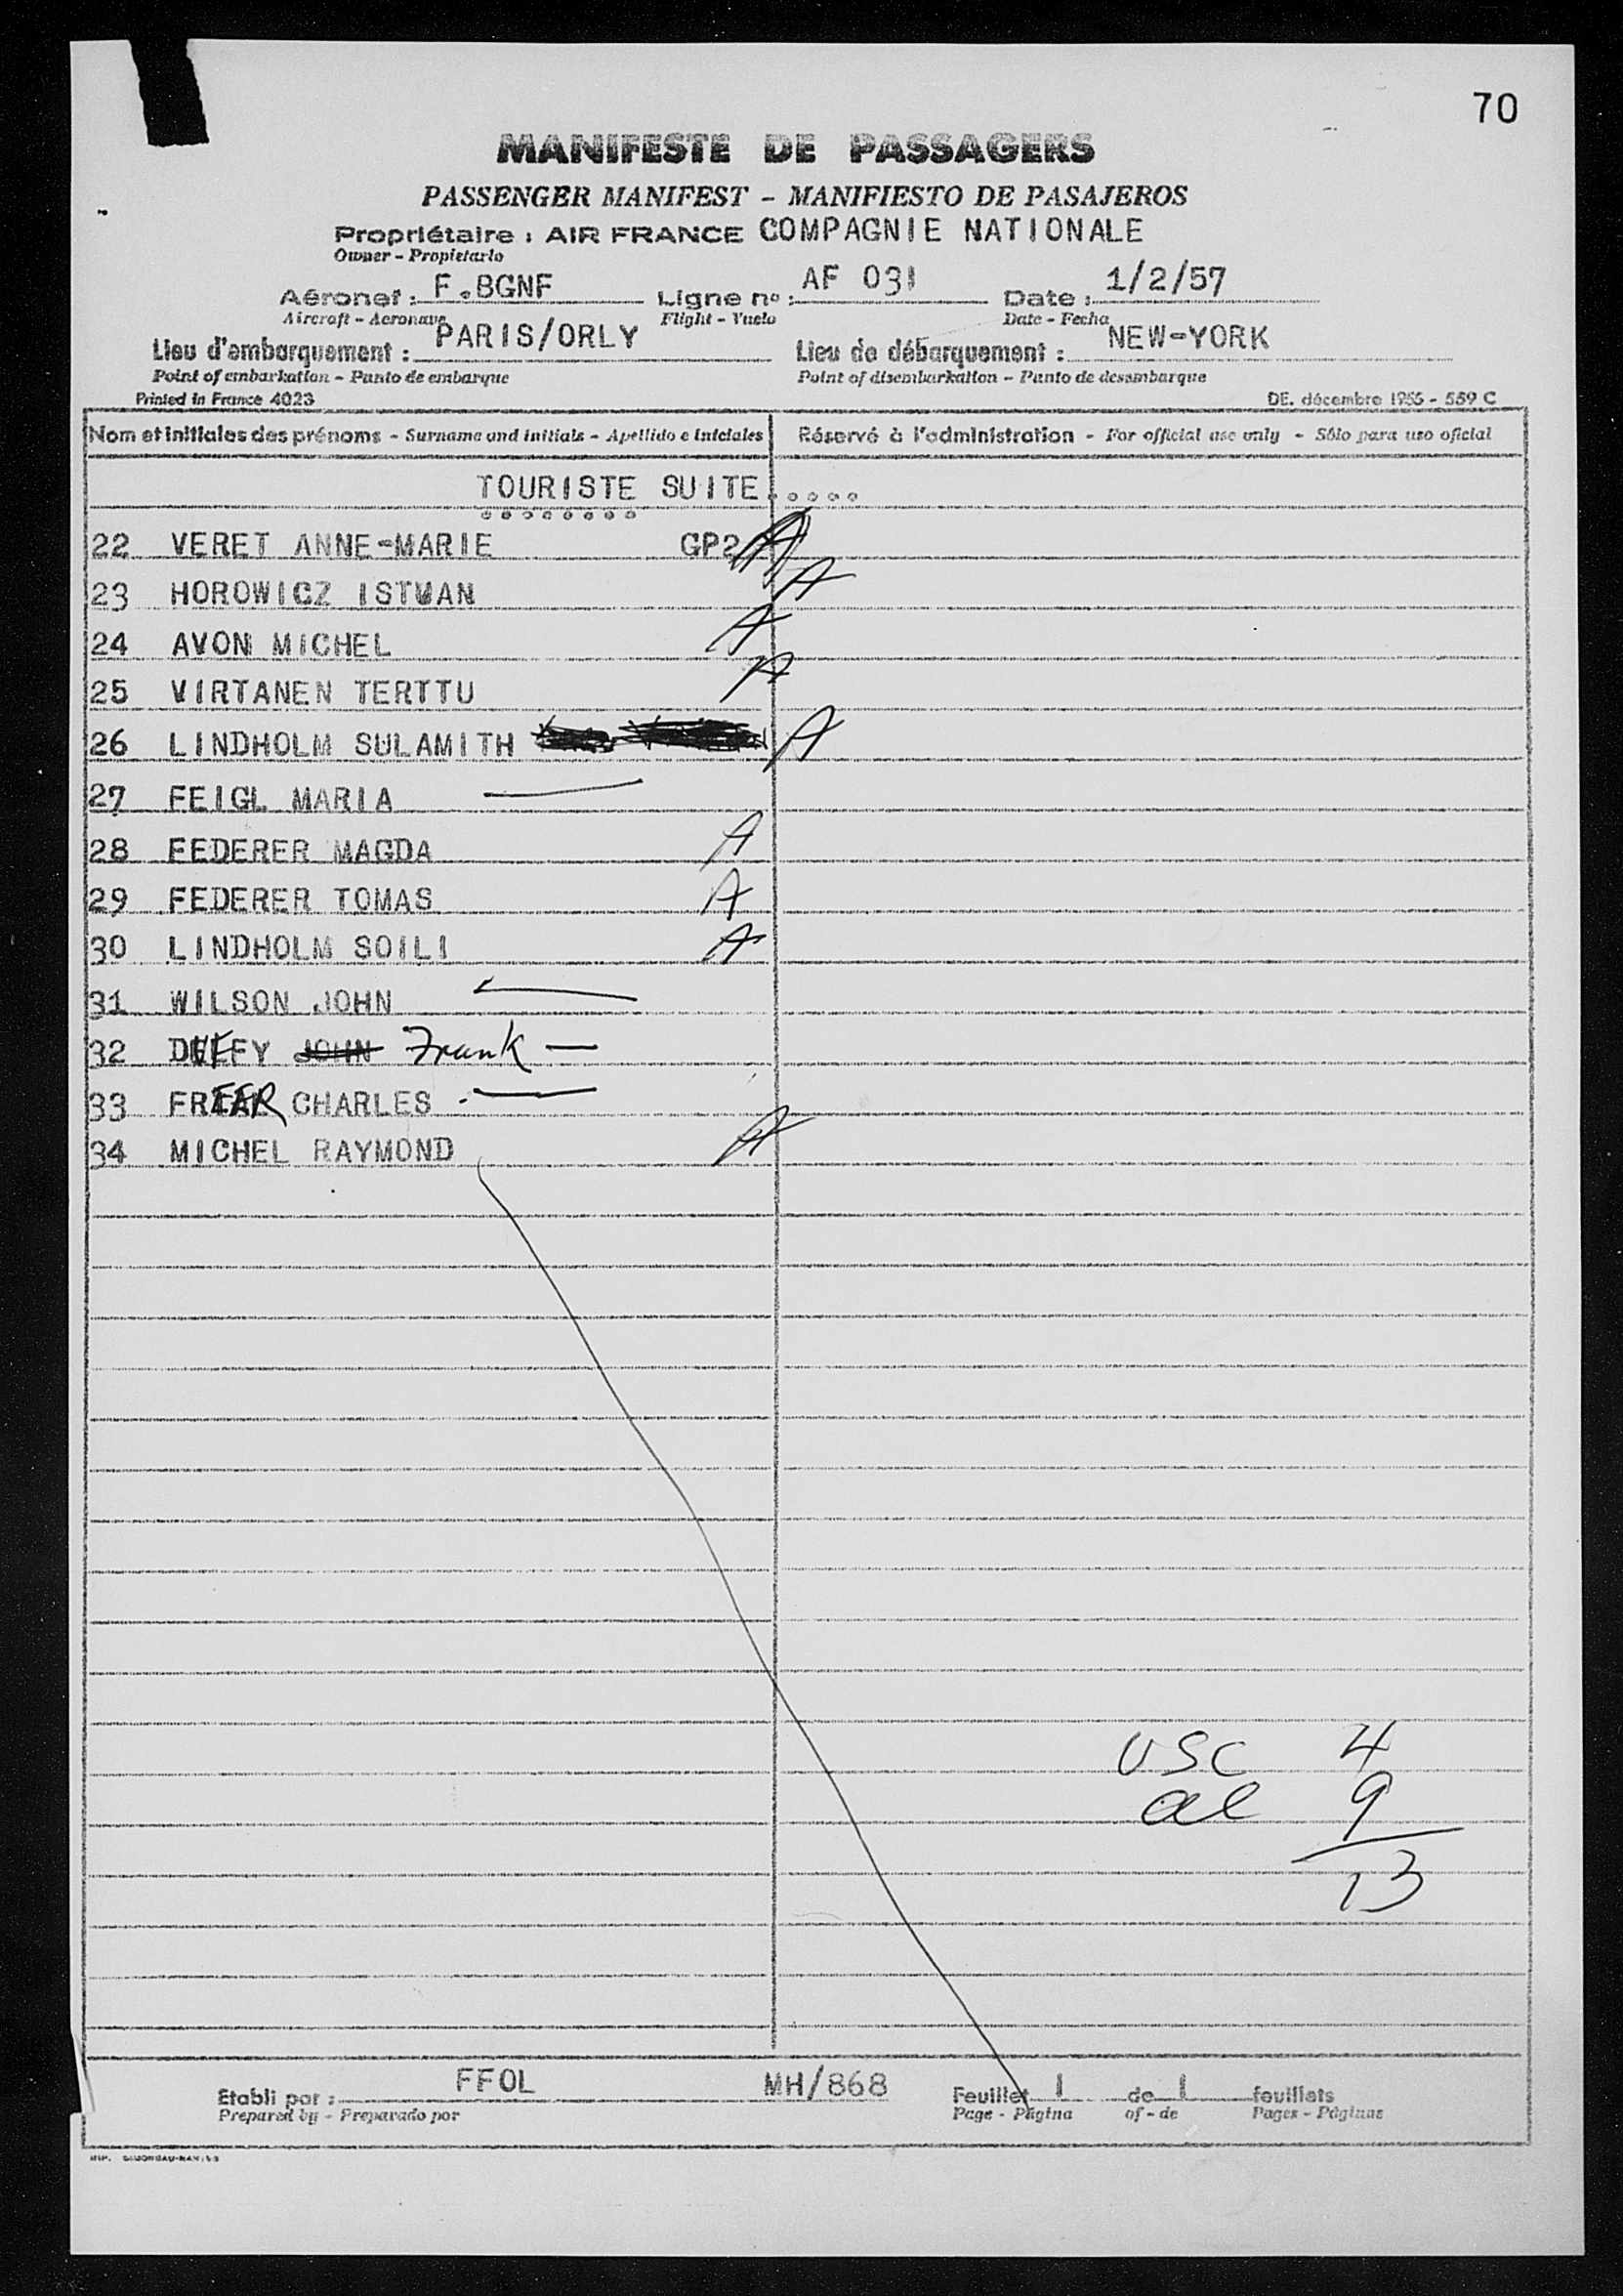 70
MANIFESTE DE PASSAGERS
PASSENGER MANIFEST - MANIFIESTO DE PASAJEROS
Propriétaire : AIR FRANCE COMPAGNIE NATIONALE
Owner - Propietario
Aéronef : F.BGNF Ligne nº : AF 031 Date : 1/2/57
Aircraft - Aeronave Flight - Vuelo Date - Fecha
Lieu d'embarquement : PARIS/ORLY Lieu de débarquement : NEW-YORK
Point of embarkation - Punto de embarque Point of disembarkation - Punto de desembarque
Printed in France 4023 DE. décembre 1955 - 559 C
Nom et initiales des prénoms - Surname and initials - Apellido e iniciales Réservé à l'administration - For official use only - Sólo para uso oficial
TOURISTE SUITE.....
22 VERET ANNE-MARIE GP2 A
23 HOROWICZ ISTVAN A
24 AVON MICHEL A
25 VIRTANEN TERTTU A
26 LINDHOLM SULAMITH A
27 FEIGL MARIA —
28 FEDERER MAGDA A
29 FEDERER TOMAS A
30 LINDHOLM SOILI A
31 WILSON JOHN —
32 DUFFY JOHN Frank —
33 FREER CHARLES —
34 MICHEL RAYMOND A
USC 4
al 9
13
Etabli par : FFOL MH/868 Feuillet 1 de 1 feuillets
Prepared by - Preparado por Page - Página of - de Pages - Páginas